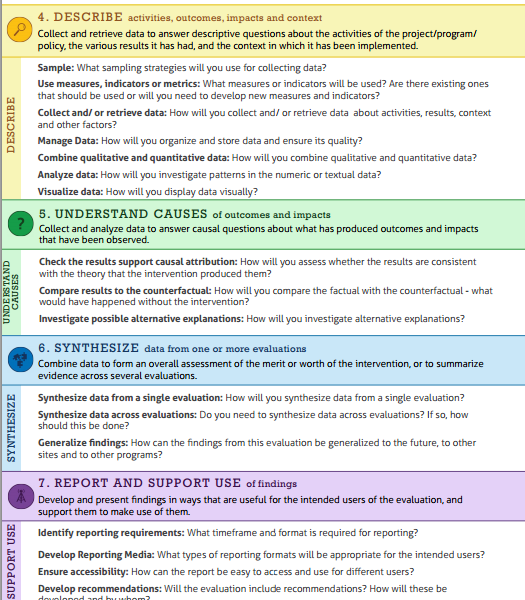 4. DESCRIBE activities, outcomes, impacts and context
Collect and retrieve data to answer descriptive questions about the activities of the project/program/
policy, the various results it has had, and the context in which it has been implemented.
DESCRIBE
Sample: What sampling strategies will you use for collecting data?
Use measures, indicators or metrics: What measures or indicators will be used? Are there existing ones
that should be used or will you need to develop new measures and indicators?
Collect and/ or retrieve data: How will you collect and/ or retrieve data about activities, results, context
and other factors?
Manage Data: How will you organize and store data and ensure its quality?
Combine qualitative and quantitative data: How will you combine qualitative and quantitative data?
Analyze data: How will you investigate patterns in the numeric or textual data?
Visualize data: How will you display data visually?
?
5. UNDERSTAND CAUSES of outcomes and impacts
Collect and analyze data to answer causal questions about what has produced outcomes and impacts
that have been observed.
UNDERSTAND
CAUSES
Check the results support causal attribution: How will you assess whether the results are consistent
with the theory that the intervention produced them?
Compare results to the counterfactual: How will you compare the factual with the counterfactual - what
would have happened without the intervention?
Investigate possible alternative explanations: How will you investigate alternative explanations?
6. SYNTHESIZE data from one or more evaluations
Combine data to form an overall assessment of the merit or worth of the intervention, or to summarize
evidence across several evaluations.
SYNTHESIZE
Synthesize data from a single evaluation: How will you synthesize data from a single evaluation?
Synthesize data across evaluations: Do you need to synthesize data across evaluations? If so, how
should this be done?
Generalize findings: How can the findings from this evaluation be generalized to the future, to other
sites and to other programs?
7. REPORT AND SUPPORT USE of findings
Develop and present findings in ways that are useful for the intended users of the evaluation, and
support them to make use of them.
SUPPORT USE
Identify reporting requirements: What timeframe and format is required for reporting?
Develop Reporting Media: What types of reporting formats will be appropriate for the intended users?
Ensure accessibility: How can the report be easy to access and use for different users?
Develop recommendations: Will the evaluation include recommendations? How will these be
developed and by whom?